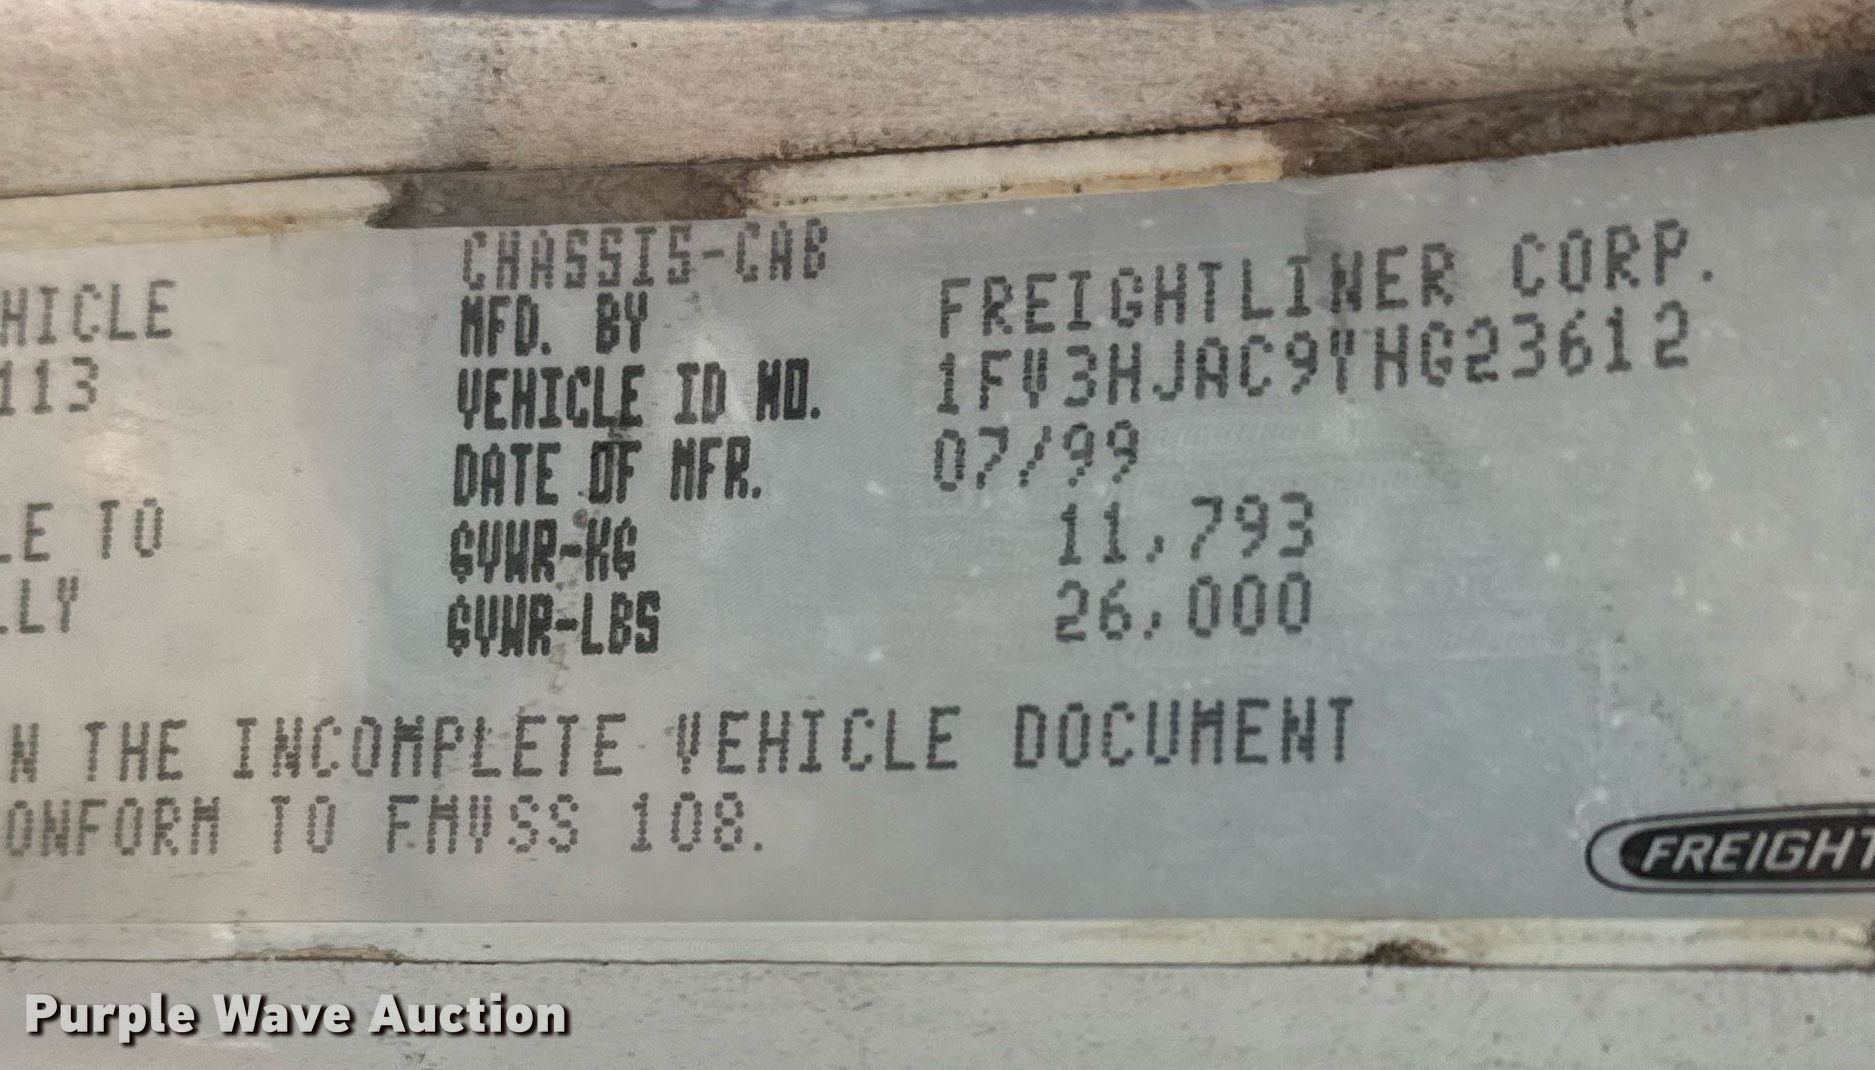 CHASSIS-CAB
HICLE MFD. BY FREIGHTLINER CORP.
113 VEHICLE ID NO. 1FV3HJAC9YHG23612
DATE OF MFR. 07/99
LE TO GVWR-KG 11,793
LLY GVWR-LBS 26,000
N THE INCOMPLETE VEHICLE DOCUMENT
ONFORM TO FMVSS 108.
FREIGHT
Purple Wave Auction